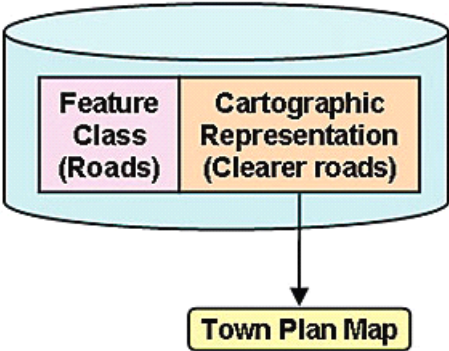 Feature
Class
(Roads)
Cartographic
Representation
(Clearer roads)
Town Plan Map